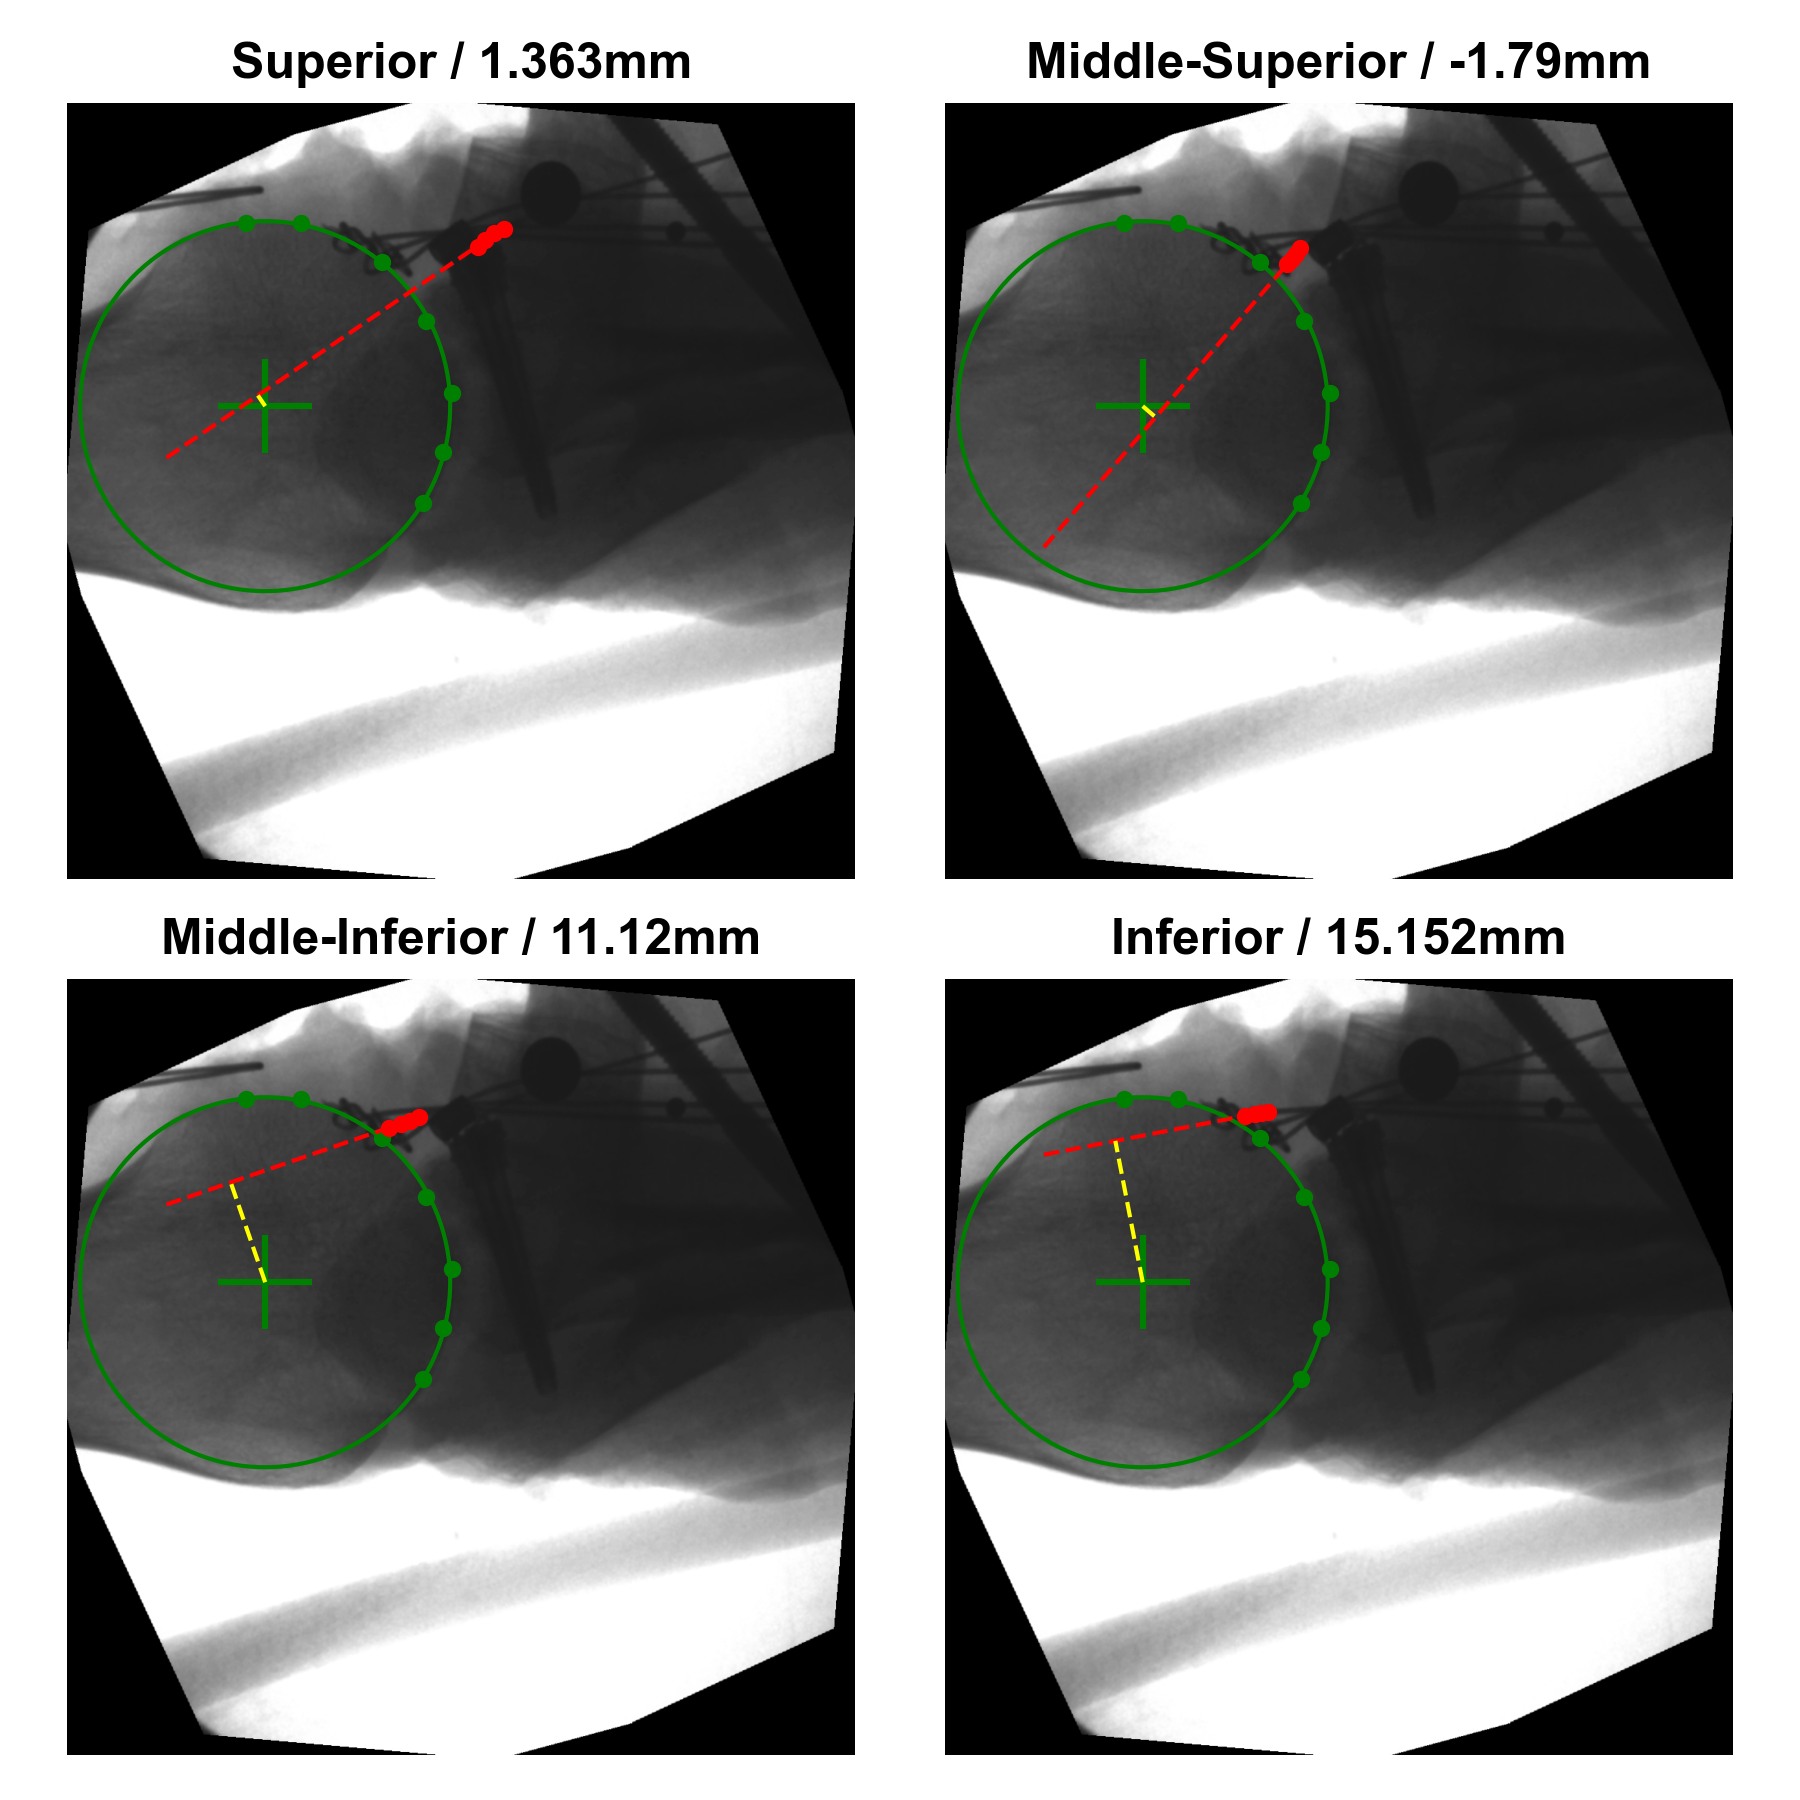 Superior / 1.363mm
Middle-Superior / -1.79mm
Middle-Inferior / 11.12mm
Inferior / 15.152mm